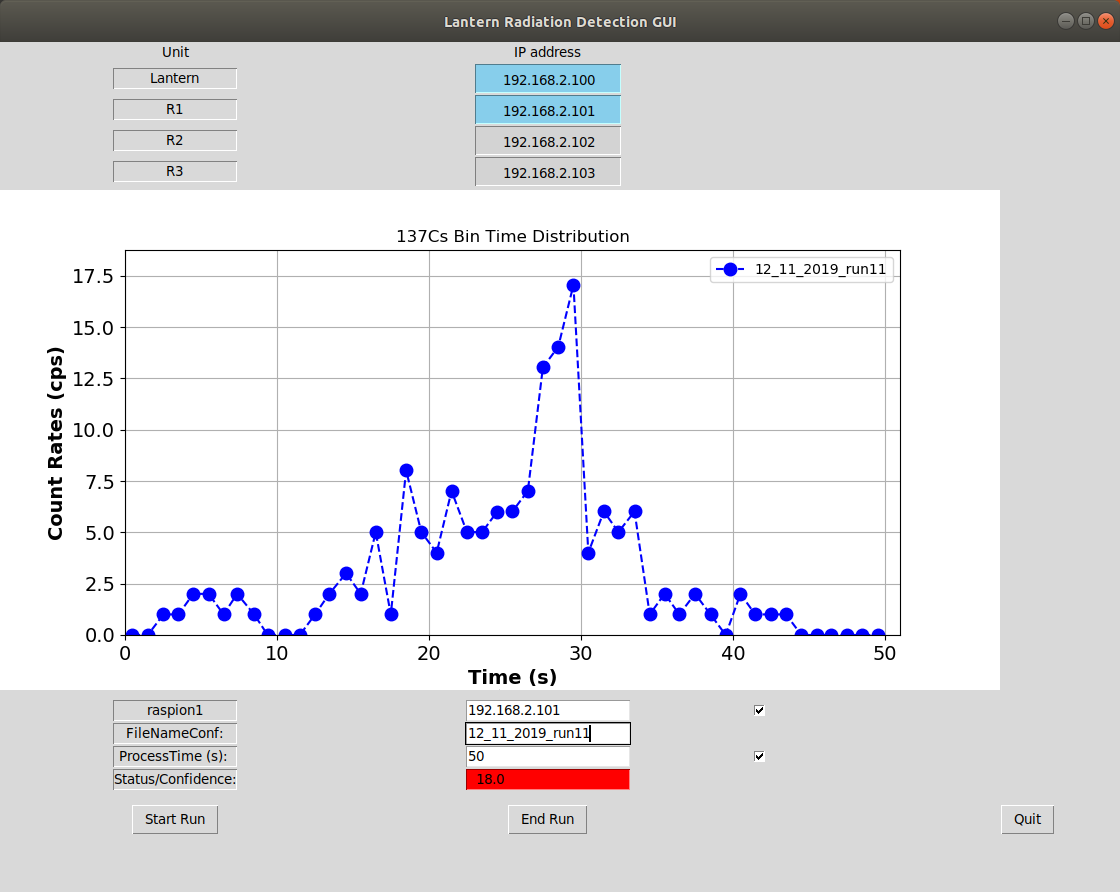 Lantern Radiation Detection GUI
Unit IP address
Lantern 192.168.2.100
R1 192.168.2.101
R2 192.168.2.102
R3 192.168.2.103
137Cs Bin Time Distribution
12_11_2019_run11
17.5
15.0
12.5
10.0
7.5
5.0
2.5
0.0
Count Rates (cps)
0 10 20 30 40 50
Time (s)
raspion1 192.168.2.101
FileNameConf: 12_11_2019_run11
ProcessTime (s): 50
Status/Confidence: 18.0
Start Run End Run Quit